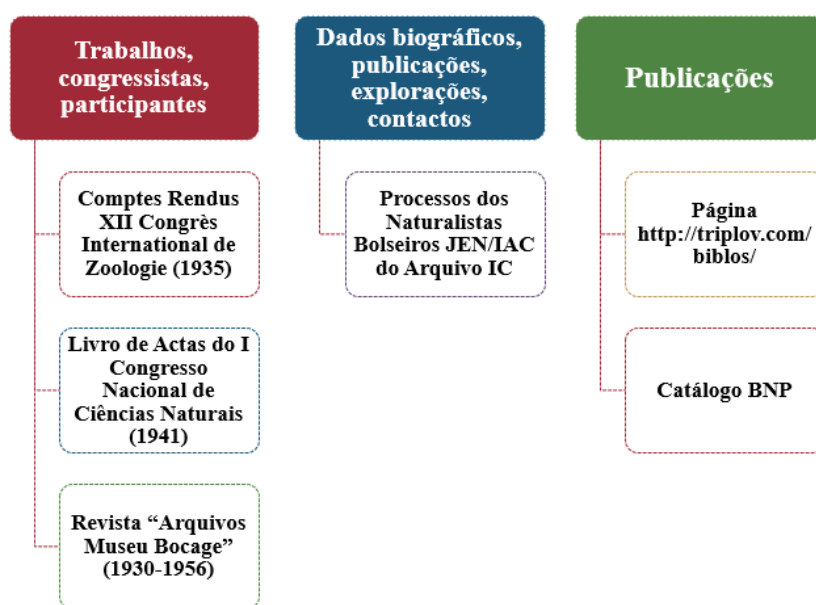 Trabalhos,
congressistas,
participantes
Comptes Rendus
XII Congrès
International de
Zoologie (1935)
Livro de Actas do I
Congresso
Nacional de
Ciências Naturais
(1941)
Revista “Arquivos
Museu Bocage”
(1930-1956)
Dados biográficos,
publicações,
explorações,
contactos
Processos dos
Naturalistas
Bolseiros JEN/IAC
do Arquivo IC
Publicações
Página
http://triplov.com/
biblos/
Catálogo BNP